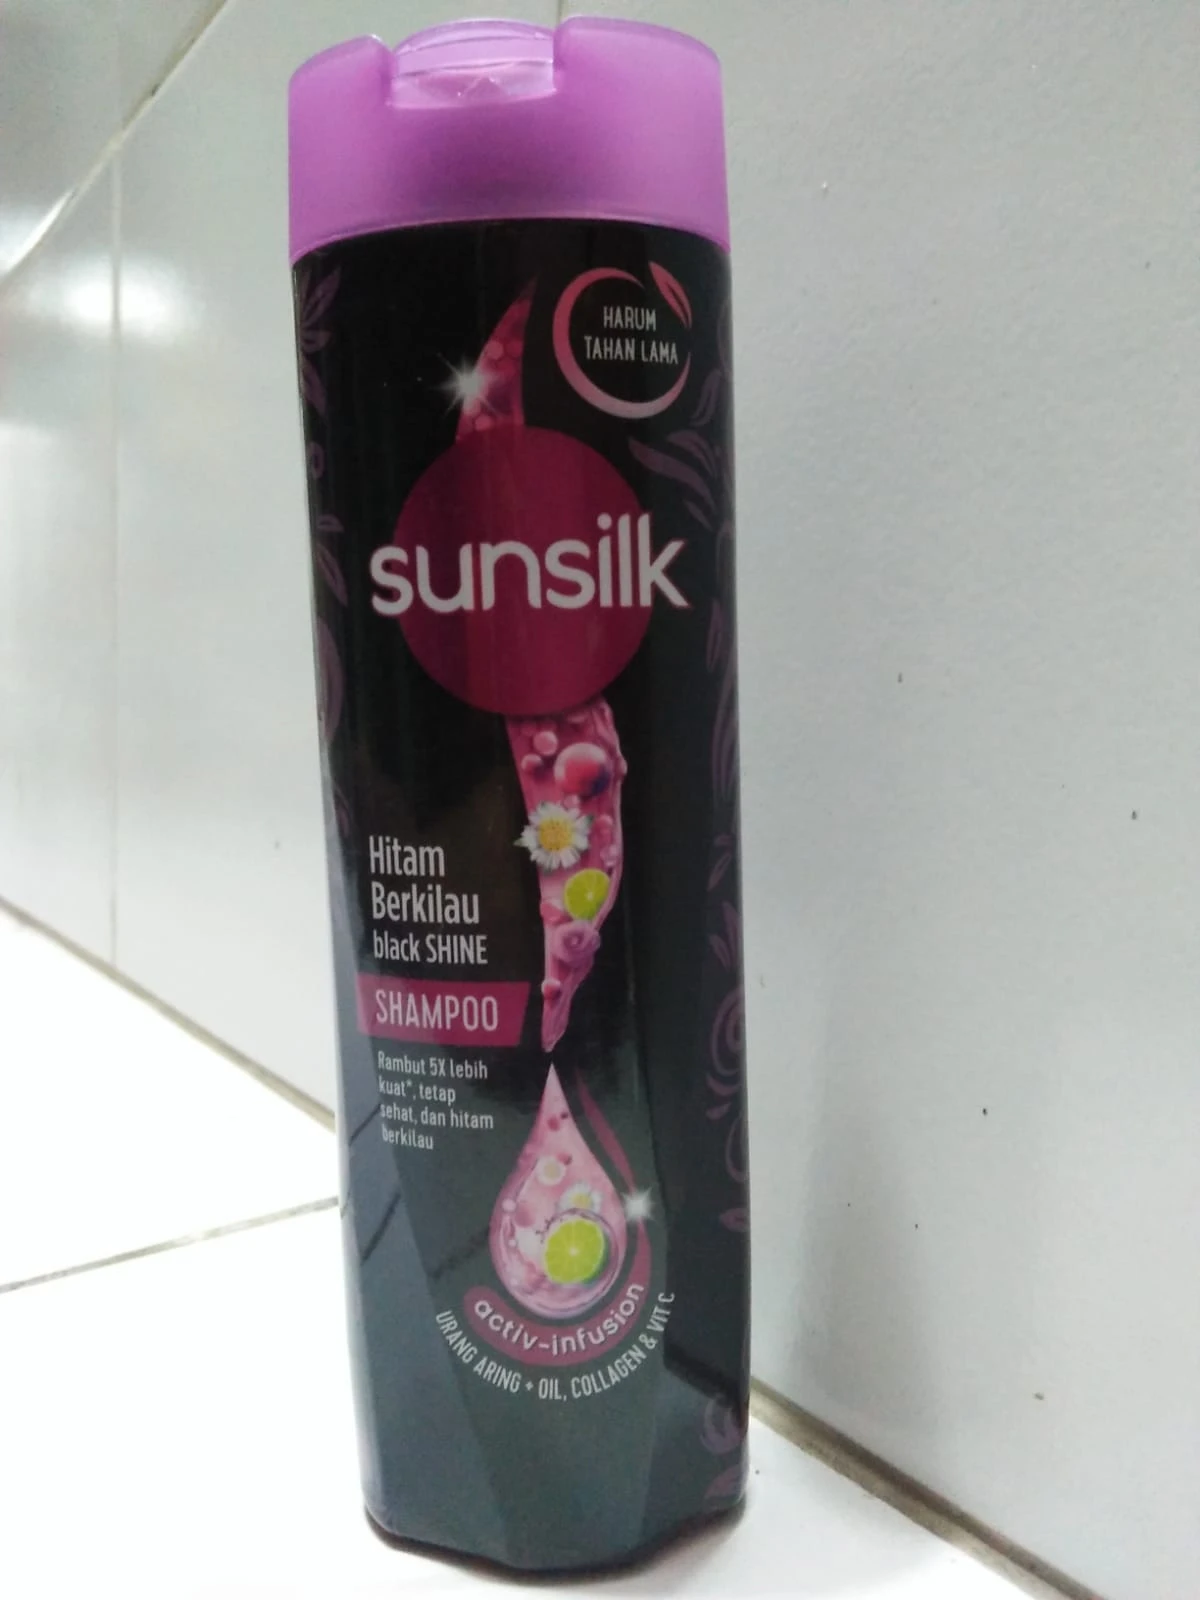 HARUM
TAHAN LAMA
sunsilk
Hitam
Berkilau
black SHINE
SHAMPOO
Rambut 5X lebih
kuat*, tetap
sehat, dan hitam
berkilau
activ-infusion
URANG ARING + OIL, COLLAGEN & VIT C